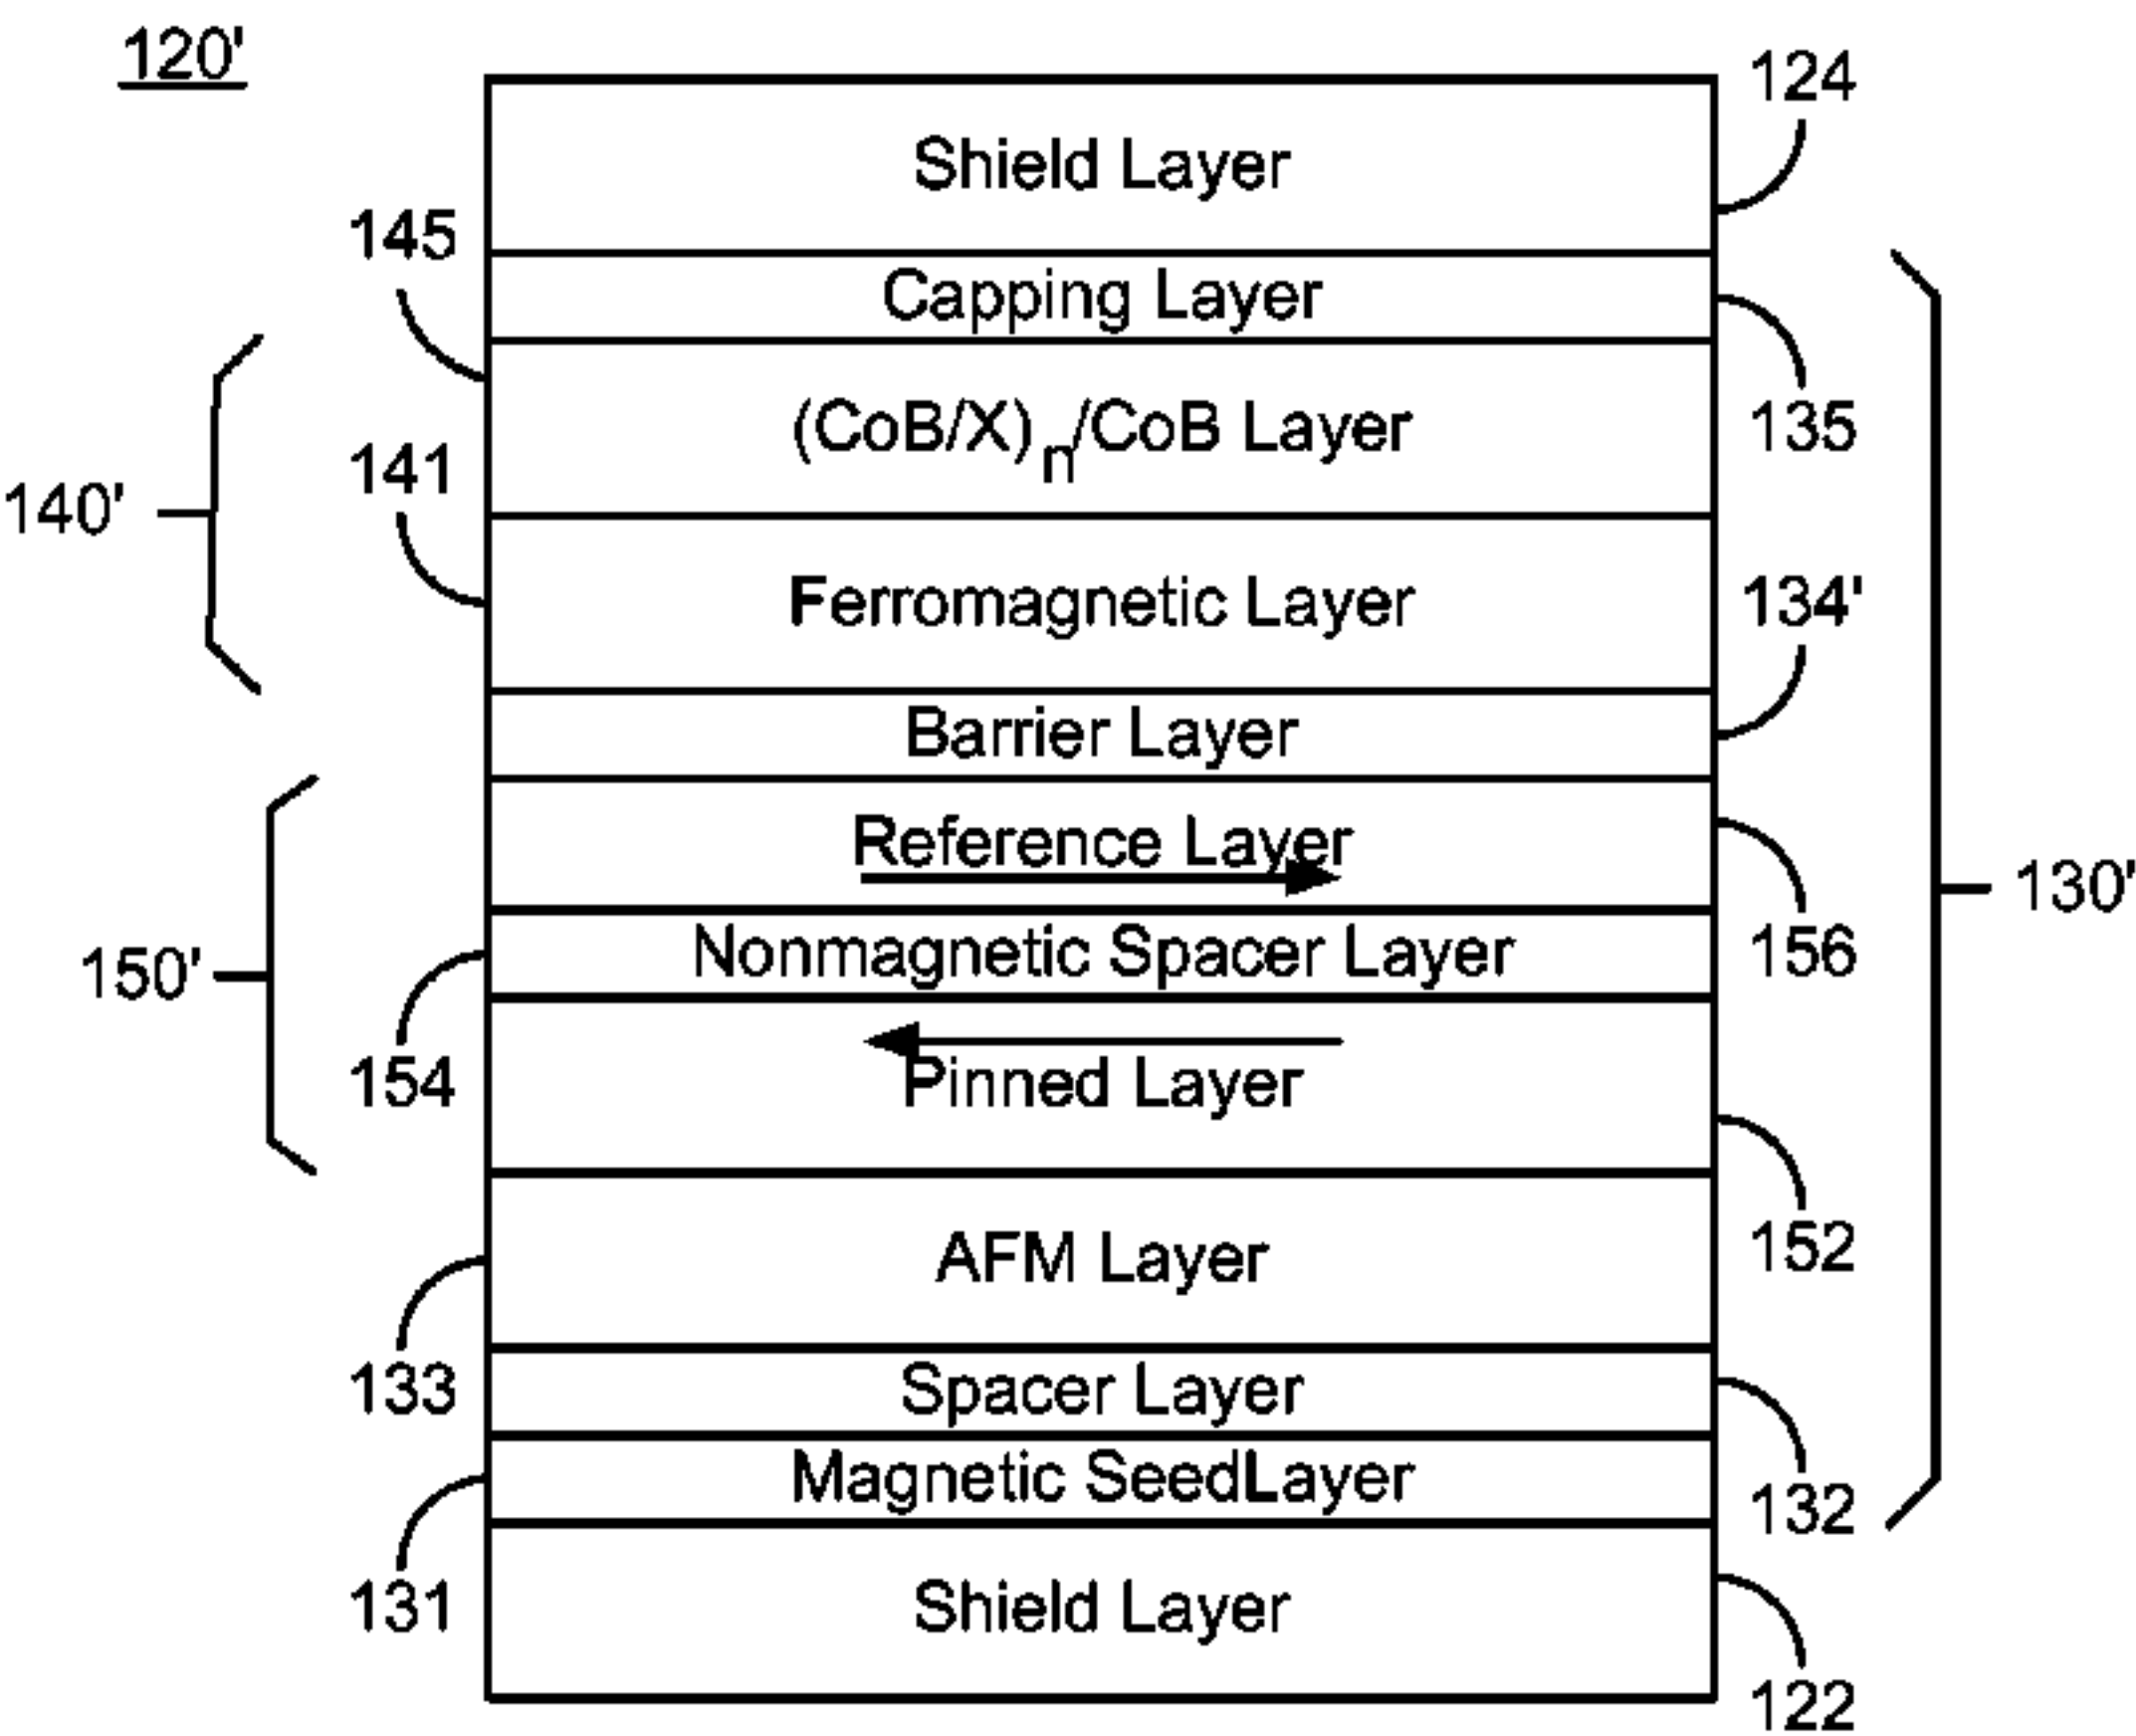 120'
124
Shield Layer
145
Capping Layer
135
(CoB/X)n/CoB Layer
141
140'
Ferromagnetic Layer
134'
Barrier Layer
Reference Layer
130'
156
Nonmagnetic Spacer Layer
150'
154
Pinned Layer
152
AFM Layer
133
Spacer Layer
132
Magnetic SeedLayer
131
Shield Layer
122